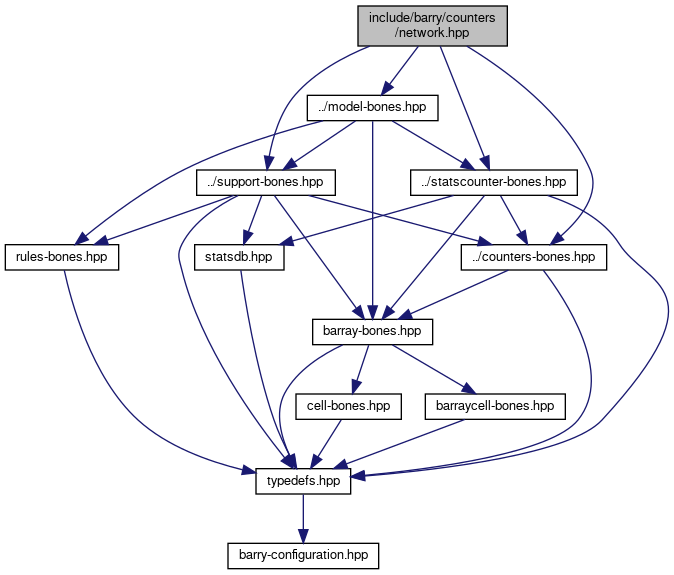 include/barry/counters
/network.hpp
../model-bones.hpp
../support-bones.hpp
../statscounter-bones.hpp
rules-bones.hpp
statsdb.hpp
../counters-bones.hpp
barray-bones.hpp
cell-bones.hpp
barraycell-bones.hpp
typedefs.hpp
barry-configuration.hpp